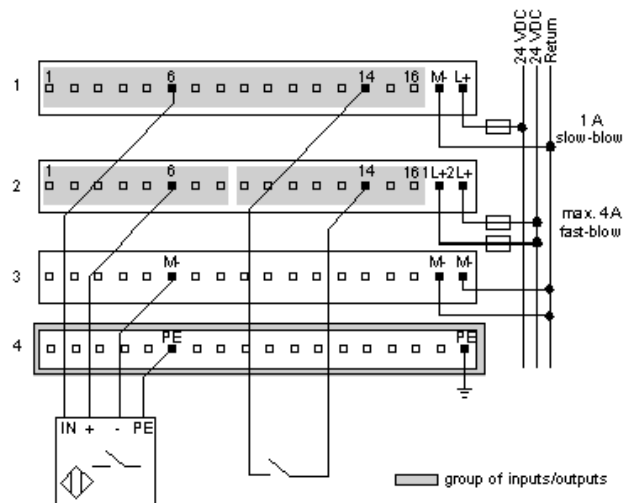 24 VDC
24 VDC
Return
1 6 14 16 M- L+
1
1 A
slow-blow
1 6 14 16 1L+2L+
2
max. 4A
fast-blow
M- M- M-
3
PE PE
4
IN + - PE
group of inputs/outputs